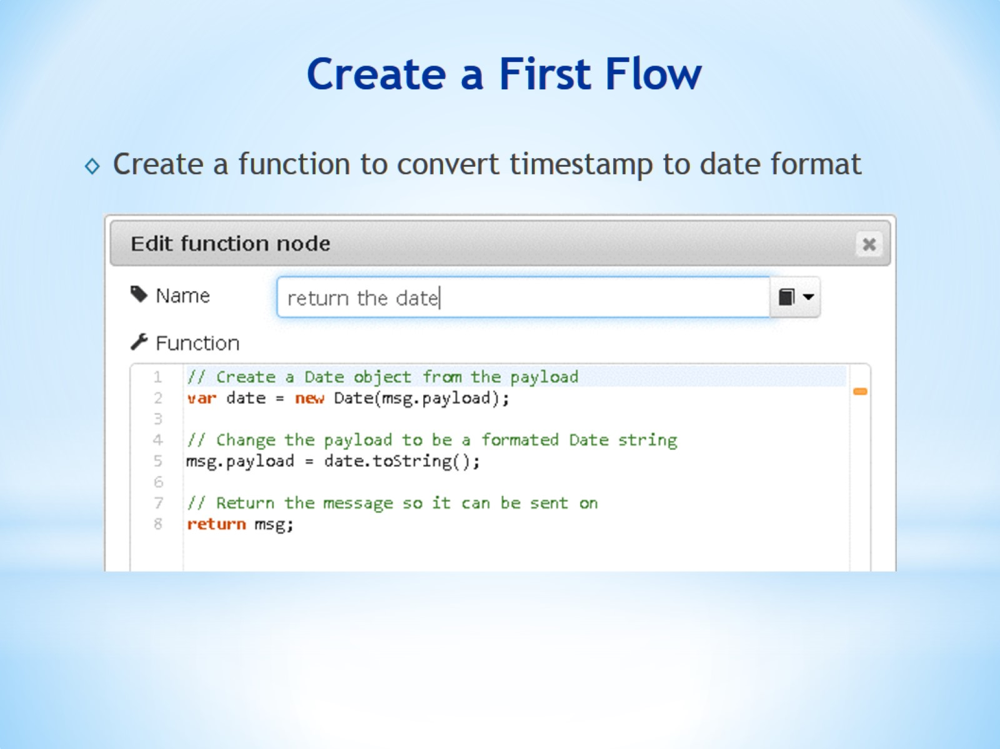 Create a First Flow
Create a function to convert timestamp to date format
Edit function node
Name
return the date
Function
1 // Create a Date object from the payload
2 var date = new Date(msg.payload);
3
4 // Change the payload to be a formated Date string
5 msg.payload = date.toString();
6
7 // Return the message so it can be sent on
8 return msg;